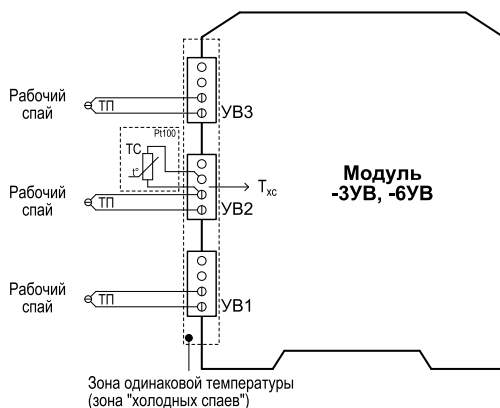 Рабочий
спай
ТП
УВ3
Pt100
ТС
t°
Рабочий
спай
ТП
УВ2
Tхс
Модуль
-3УВ, -6УВ
Рабочий
спай
ТП
УВ1
Зона одинаковой температуры
(зона "холодных спаев")